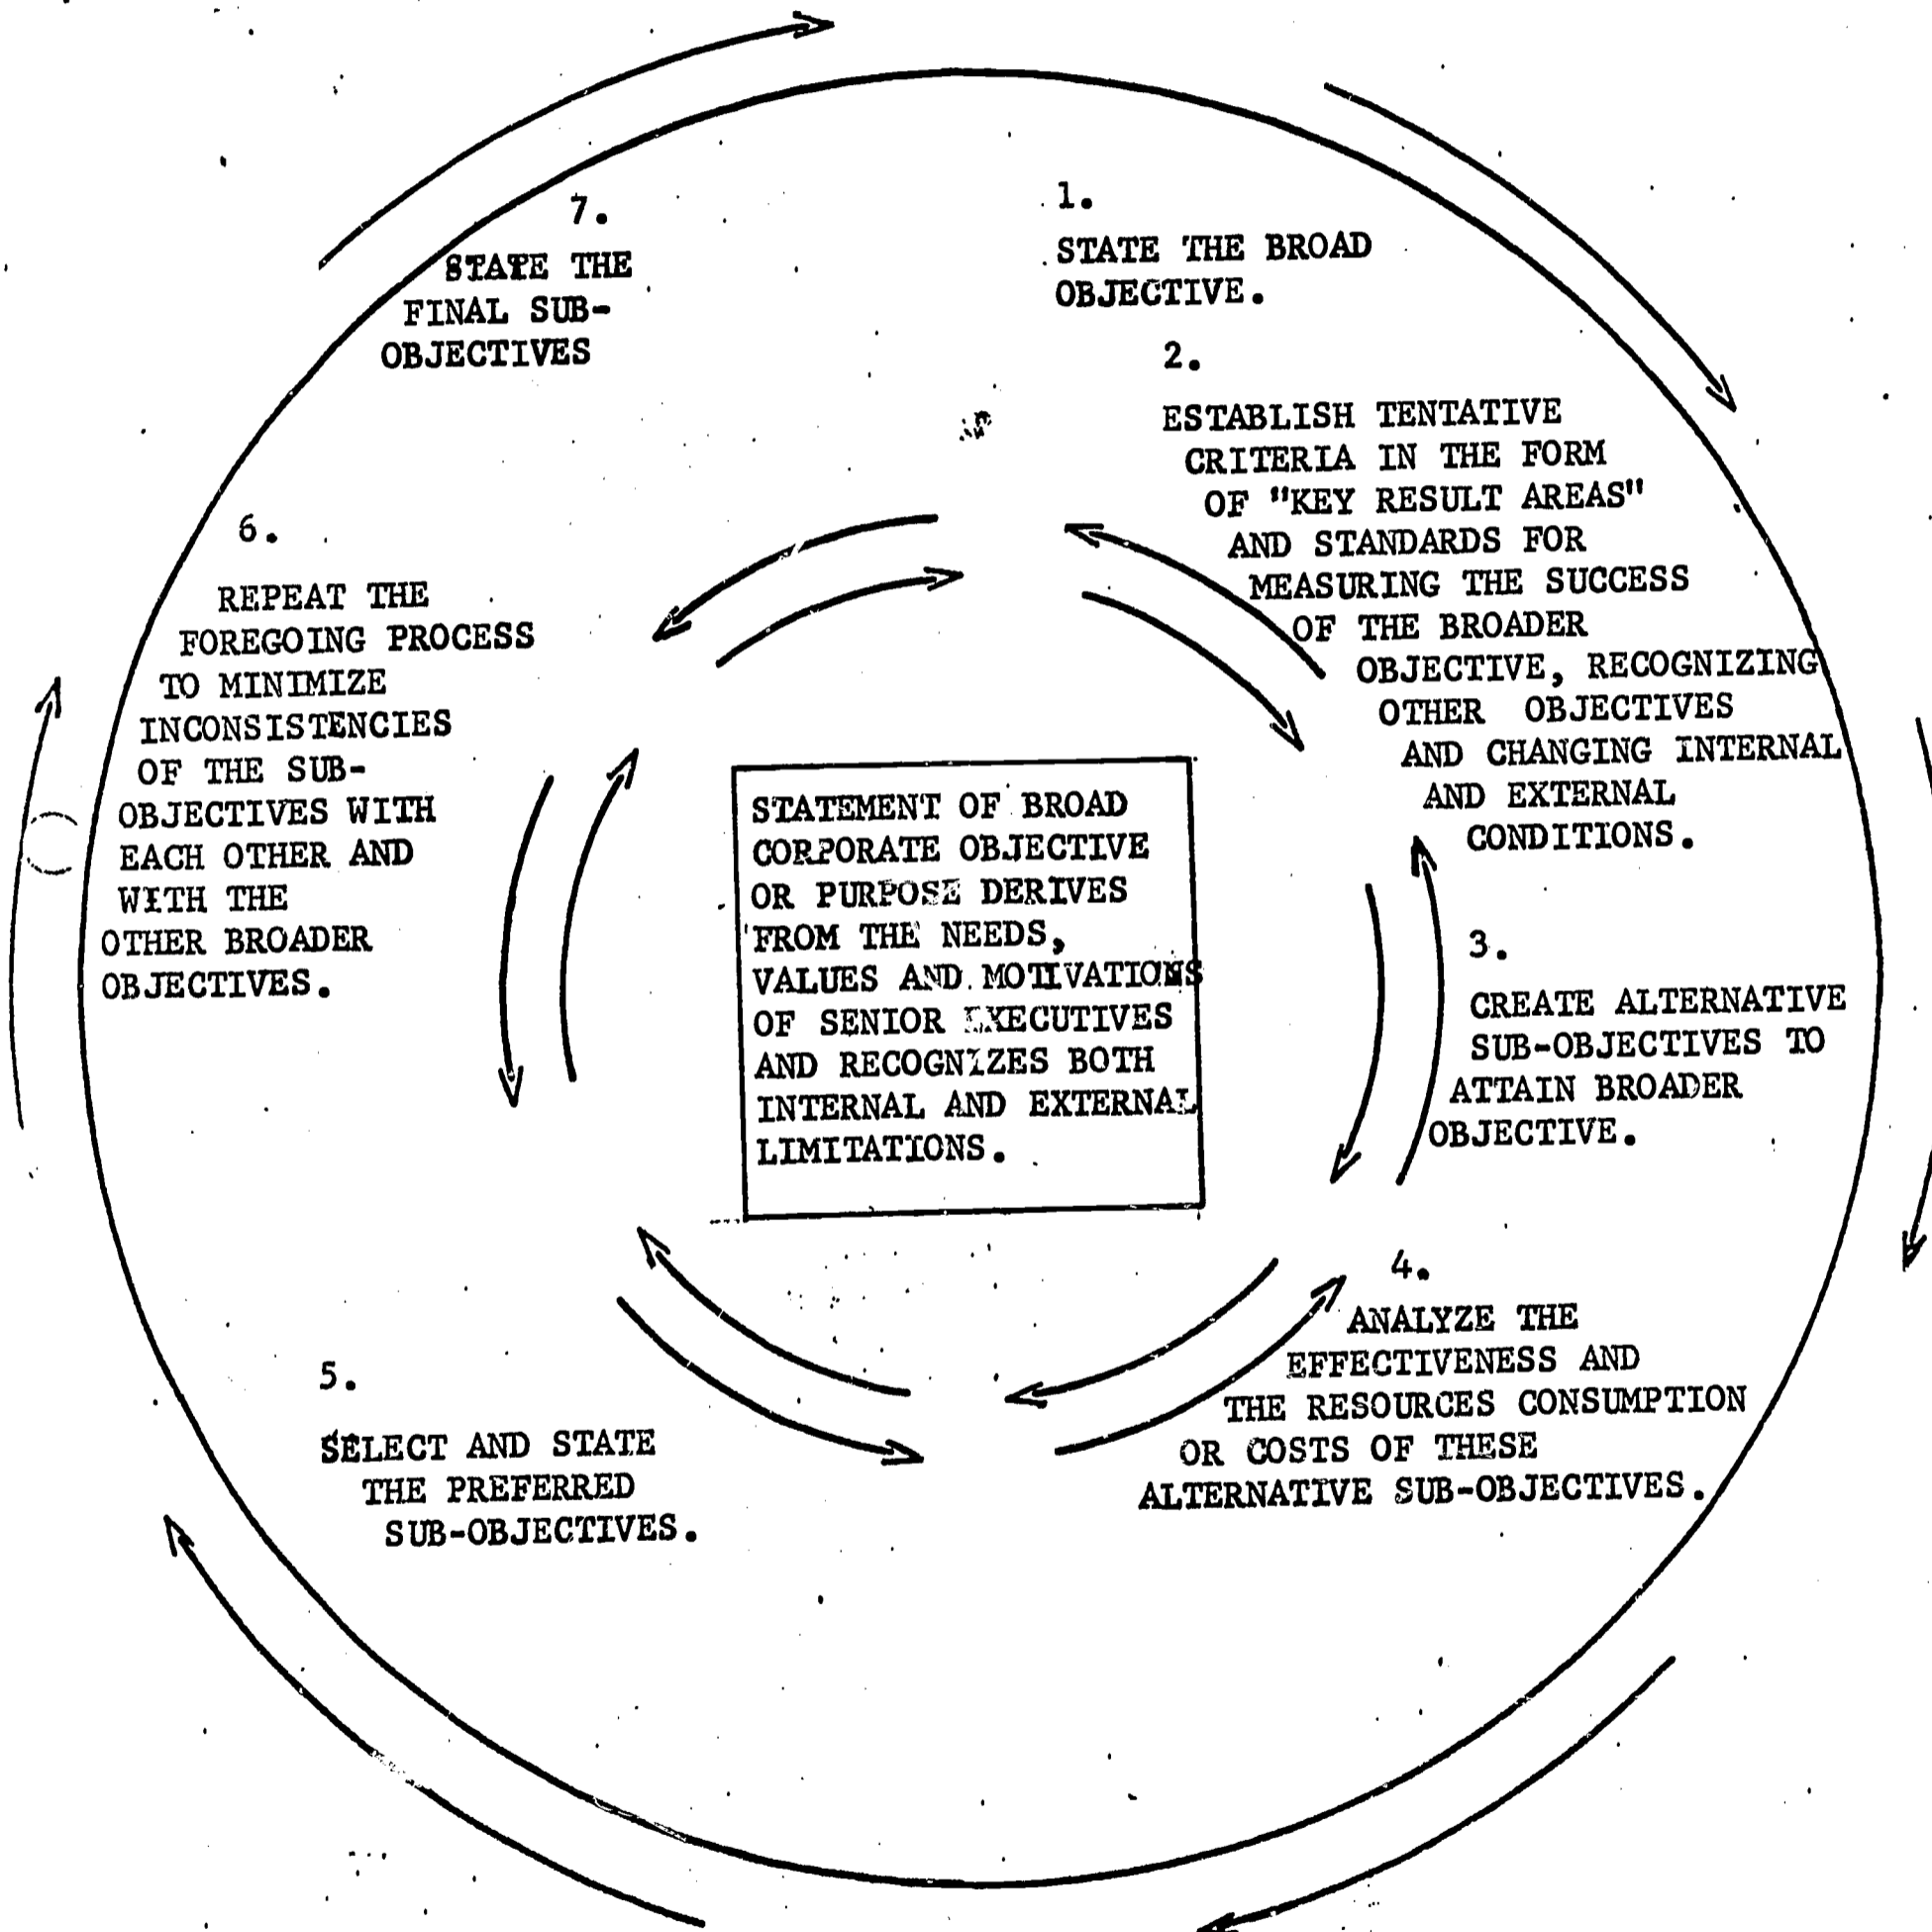 1.
STATE THE BROAD
OBJECTIVE.
2.
ESTABLISH TENTATIVE
CRITERIA IN THE FORM
OF "KEY RESULT AREAS"
AND STANDARDS FOR
MEASURING THE SUCCESS
OF THE BROADER
OBJECTIVE, RECOGNIZING
OTHER OBJECTIVES
AND CHANGING INTERNAL
AND EXTERNAL
CONDITIONS.
3.
CREATE ALTERNATIVE
SUB-OBJECTIVES TO
ATTAIN BROADER
OBJECTIVE.
4.
ANALYZE THE
EFFECTIVENESS AND
THE RESOURCES CONSUMPTION
OR COSTS OF THESE
ALTERNATIVE SUB-OBJECTIVES.
5.
SELECT AND STATE
THE PREFERRED
SUB-OBJECTIVES.
6.
REPEAT THE
FOREGOING PROCESS
TO MINIMIZE
INCONSISTENCIES
OF THE SUB-
OBJECTIVES WITH
EACH OTHER AND
WITH THE
OTHER BROADER
OBJECTIVES.
7.
STATE THE
FINAL SUB-
OBJECTIVES
STATEMENT OF BROAD
CORPORATE OBJECTIVE
OR PURPOSE DERIVES
FROM THE NEEDS,
VALUES AND MOTIVATIONS
OF SENIOR EXECUTIVES
AND RECOGNIZES BOTH
INTERNAL AND EXTERNAL
LIMITATIONS.